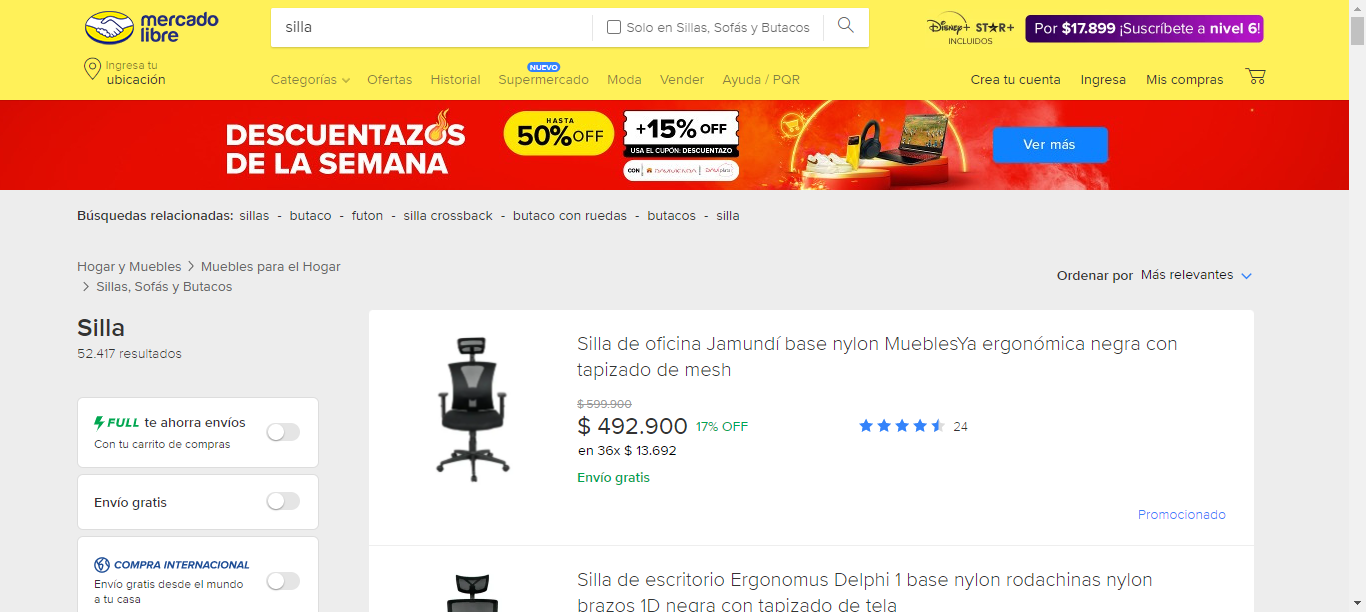 mercado
libre
silla
Solo en Sillas, Sofás y Butacos
Disney+ STAR+
INCLUIDOS
Por $17.899 ¡Suscríbete a nivel 6!
Ingresa tu
ubicación
Categorías
Ofertas
Historial
NUEVO
Supermercado
Moda
Vender
Ayuda / PQR
Crea tu cuenta
Ingresa
Mis compras
DESCUENTAZOS
DE LA SEMANA
HASTA
50%OFF
+15% OFF
USA EL CUPÓN: DESCUENTAZO
CON DAVIVIENDA
Ver más
Búsquedas relacionadas: sillas - butaco - futon - silla crossback - butaco con ruedas - butacos - silla
Hogar y Muebles > Muebles para el Hogar
> Sillas, Sofás y Butacos
Ordenar por Más relevantes
Silla
52.417 resultados
FULL te ahorra envíos
Con tu carrito de compras
Envío gratis
COMPRA INTERNACIONAL
Envío gratis desde el mundo
a tu casa
Silla de oficina Jamundí base nylon MueblesYa ergonómica negra con
tapizado de mesh
$ 599.900
$ 492.900 17% OFF
24
en 36x $ 13.692
Envío gratis
Promocionado
Silla de escritorio Ergonomus Delphi 1 base nylon rodachinas nylon
brazos 1D negra con tapizado de tela